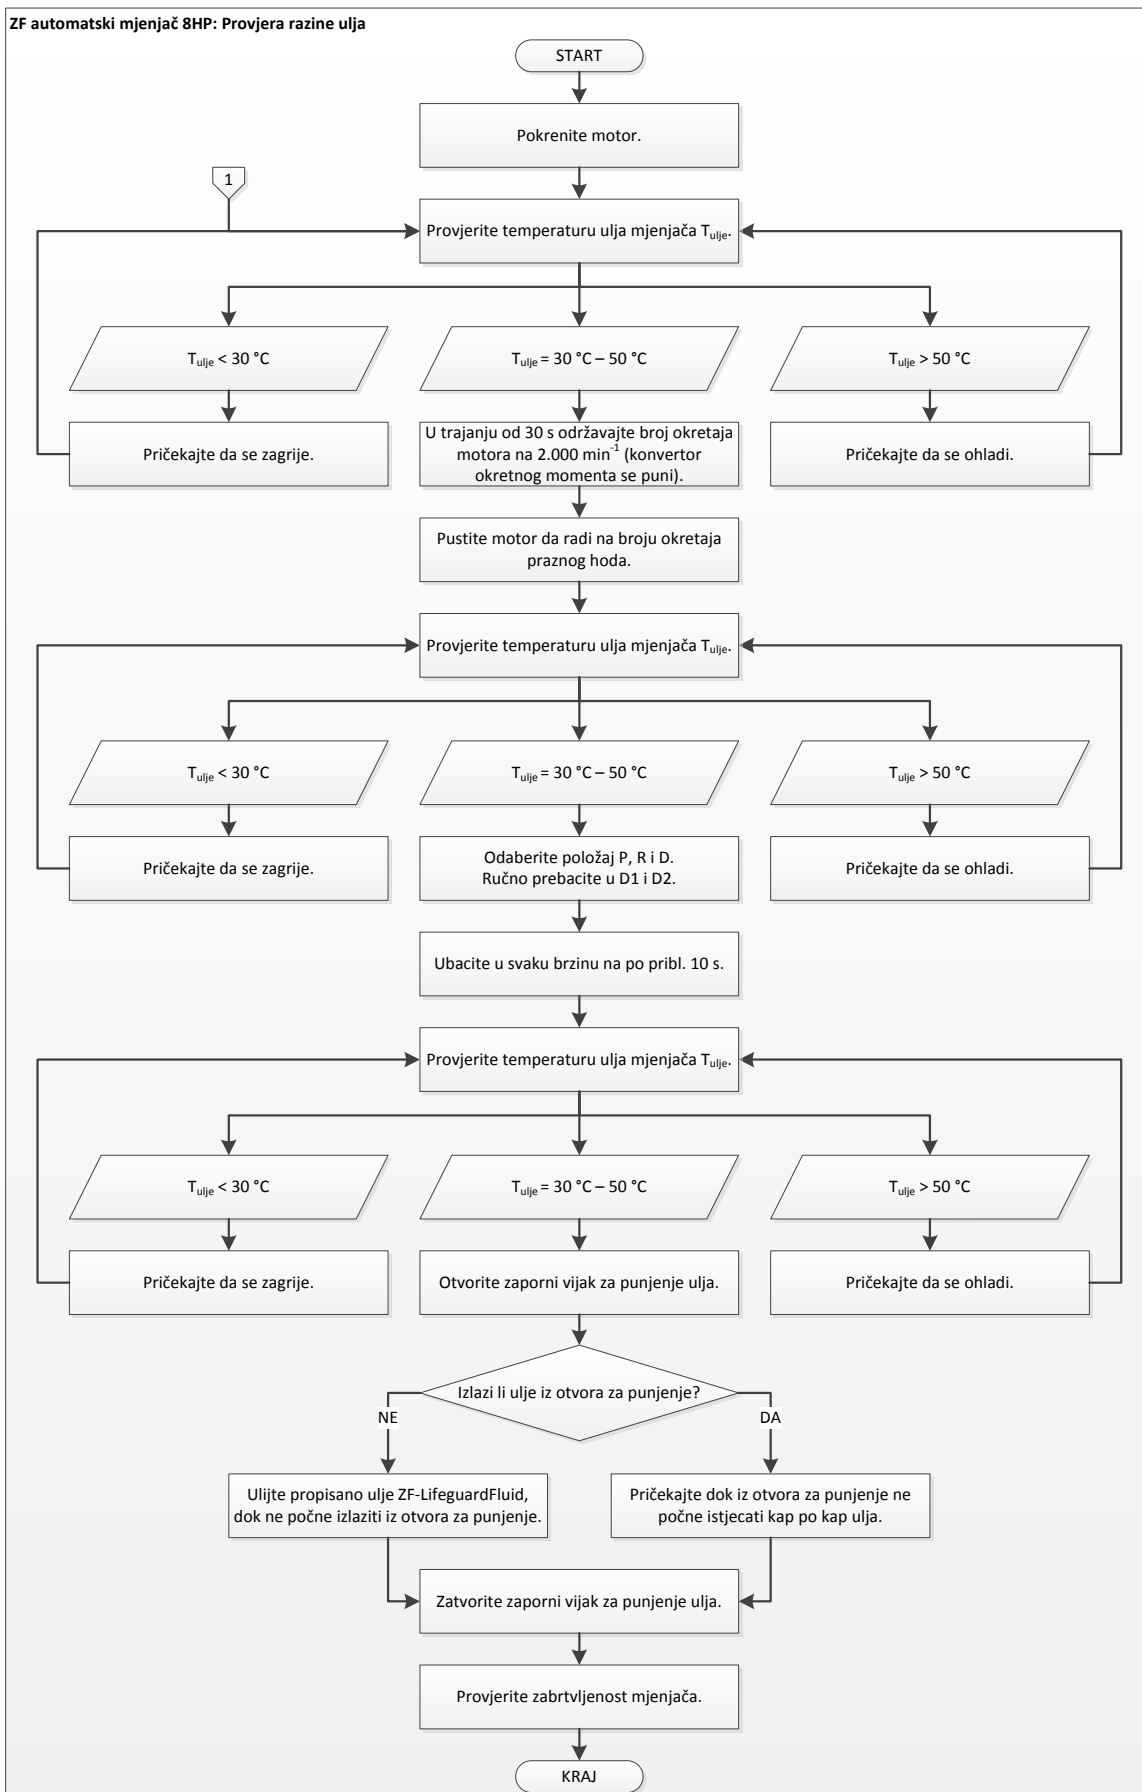 ZF automatski mjenjač 8HP: Provjera razine ulja
START
Pokrenite motor.
1
Provjerite temperaturu ulja mjenjača Tulje.
Tulje < 30 °C
Tulje = 30 °C – 50 °C
Tulje > 50 °C
Pričekajte da se zagrije.
U trajanju od 30 s održavajte broj okretaja
motora na 2.000 min-1 (konvertor
okretnog momenta se puni).
Pričekajte da se ohladi.
Pustite motor da radi na broju okretaja
praznog hoda.
Provjerite temperaturu ulja mjenjača Tulje.
Tulje < 30 °C
Tulje = 30 °C – 50 °C
Tulje > 50 °C
Pričekajte da se zagrije.
Odaberite položaj P, R i D.
Ručno prebacite u D1 i D2.
Pričekajte da se ohladi.
Ubacite u svaku brzinu na po pribl. 10 s.
Provjerite temperaturu ulja mjenjača Tulje.
Tulje < 30 °C
Tulje = 30 °C – 50 °C
Tulje > 50 °C
Pričekajte da se zagrije.
Otvorite zaporni vijak za punjenje ulja.
Pričekajte da se ohladi.
Izlazi li ulje iz otvora za punjenje?
NE
DA
Ulijte propisano ulje ZF-LifeguardFluid,
dok ne počne izlaziti iz otvora za punjenje.
Pričekajte dok iz otvora za punjenje ne
počne istjecati kap po kap ulja.
Zatvorite zaporni vijak za punjenje ulja.
Provjerite zabrtvljenost mjenjača.
KRAJ